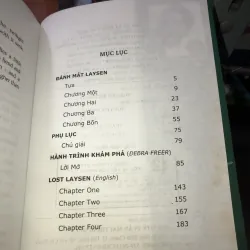 MỤC LỤC
BÁNH MẬT LAYSEN
Tựa 5
Chương Một 9
Chương Hai 23
Chương Ba 37
Chương Bốn 55
PHỤ LỤC 75
Chú giải 79
HÀNH TRÌNH KHÁM PHÁ (DEBRA FREER)
Lời Mở 85
LOST LAYSEN (English)
Chapter One 143
Chapter Two 155
Chapter Three 167
Chapter Four 183